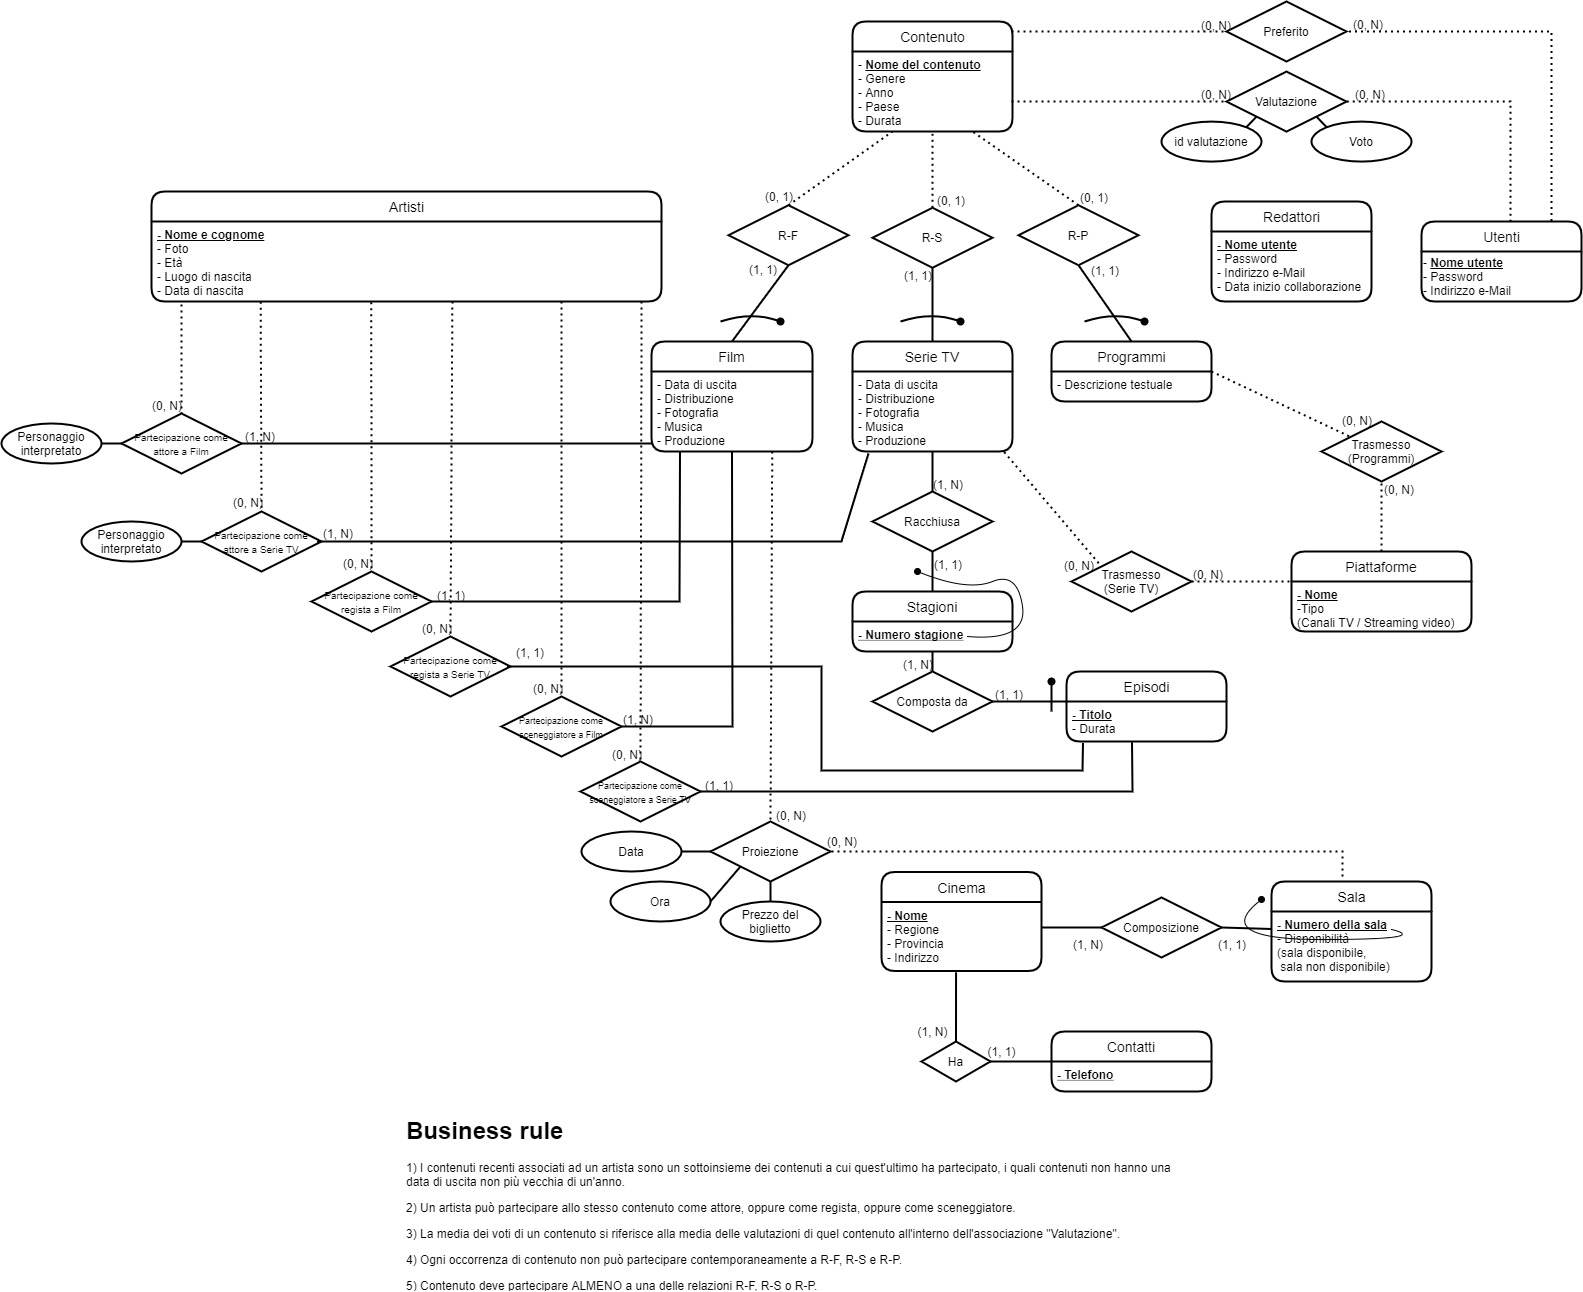 Contenuto
- Nome del contenuto
- Genere
- Anno
- Paese
- Durata
(0, N)
Preferito
(0, N)
(0, N)
Valutazione
(0, N)
id valutazione
Voto
Artisti
- Nome e cognome
- Foto
- Età
- Luogo di nascita
- Data di nascita
(0, 1)
R-F
(1, 1)
(0, 1)
R-S
(1, 1)
(0, 1)
R-P
(1, 1)
Redattori
- Nome utente
- Password
- Indirizzo e-Mail
- Data inizio collaborazione
Utenti
- Nome utente
- Password
- Indirizzo e-Mail
Film
- Data di uscita
- Distribuzione
- Fotografia
- Musica
- Produzione
Serie TV
- Data di uscita
- Distribuzione
- Fotografia
- Musica
- Produzione
Programmi
- Descrizione testuale
(0, N)
Personaggio
interpretato
Partecipazione come
attore a Film
(1, N)
(0, N)
Trasmesso
(Programmi)
(0, N)
(0, N)
Personaggio
interpretato
Partecipazione come
attore a Serie TV
(1, N)
(1, N)
Racchiusa
(1, 1)
(0, N)
Partecipazione come
regista a Film
(1, 1)
(0, N)
Trasmesso
(Serie TV)
(0, N)
Piattaforme
- Nome
-Tipo
(Canali TV / Streaming video)
Stagioni
- Numero stagione
(0, N)
Partecipazione come
regista a Serie TV
(1, 1)
(1, N)
Composta da
(1, 1)
Episodi
- Titolo
- Durata
(0, N)
Partecipazione come
sceneggiatore a Film
(1, N)
(0, N)
Partecipazione come
sceneggiatore a Serie TV
(1, 1)
(0, N)
Data
Proiezione
(0, N)
Ora
Prezzo del
biglietto
Cinema
- Nome
- Regione
- Provincia
- Indirizzo
(1, N)
Composizione
(1, 1)
Sala
- Numero della sala
- Disponibilità
(sala disponibile,
sala non disponibile)
(1, N)
Ha
(1, 1)
Contatti
- Telefono
Business rule
1) I contenuti recenti associati ad un artista sono un sottoinsieme dei contenuti a cui quest'ultimo ha partecipato, i quali contenuti non hanno una
data di uscita non più vecchia di un'anno.
2) Un artista può partecipare allo stesso contenuto come attore, oppure come regista, oppure come sceneggiatore.
3) La media dei voti di un contenuto si riferisce alla media delle valutazioni di quel contenuto all'interno dell'associazione "Valutazione".
4) Ogni occorrenza di contenuto non può partecipare contemporaneamente a R-F, R-S e R-P.
5) Contenuto deve partecipare ALMENO a una delle relazioni R-F, R-S o R-P.